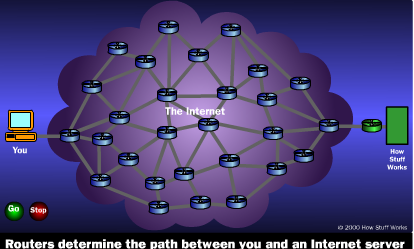 The Internet
You
How
Stuff
Works
Go
Stop
© 2000 How Stuff Works
Routers determine the path between you and an Internet server